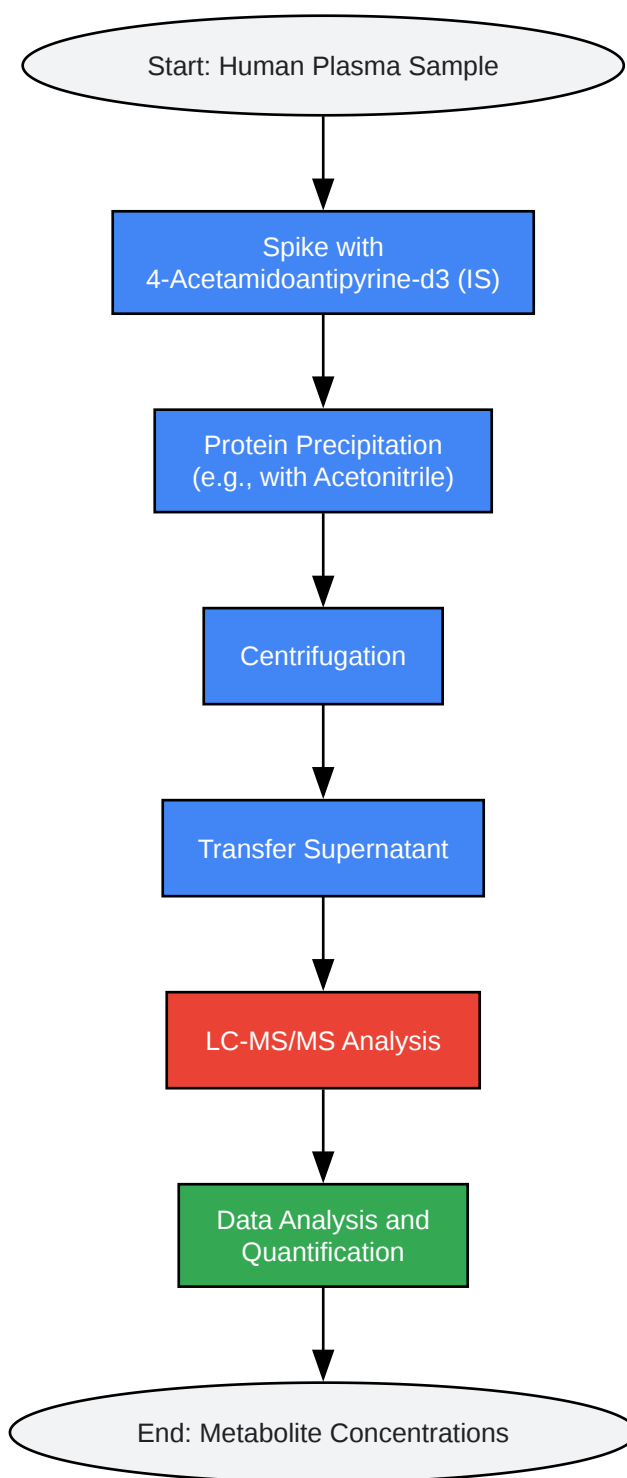 Start: Human Plasma Sample
Spike with
4-Acetamidoantipyrine-d3 (IS)
Protein Precipitation
(e.g., with Acetonitrile)
Centrifugation
Transfer Supernatant
LC-MS/MS Analysis
Data Analysis and
Quantification
End: Metabolite Concentrations